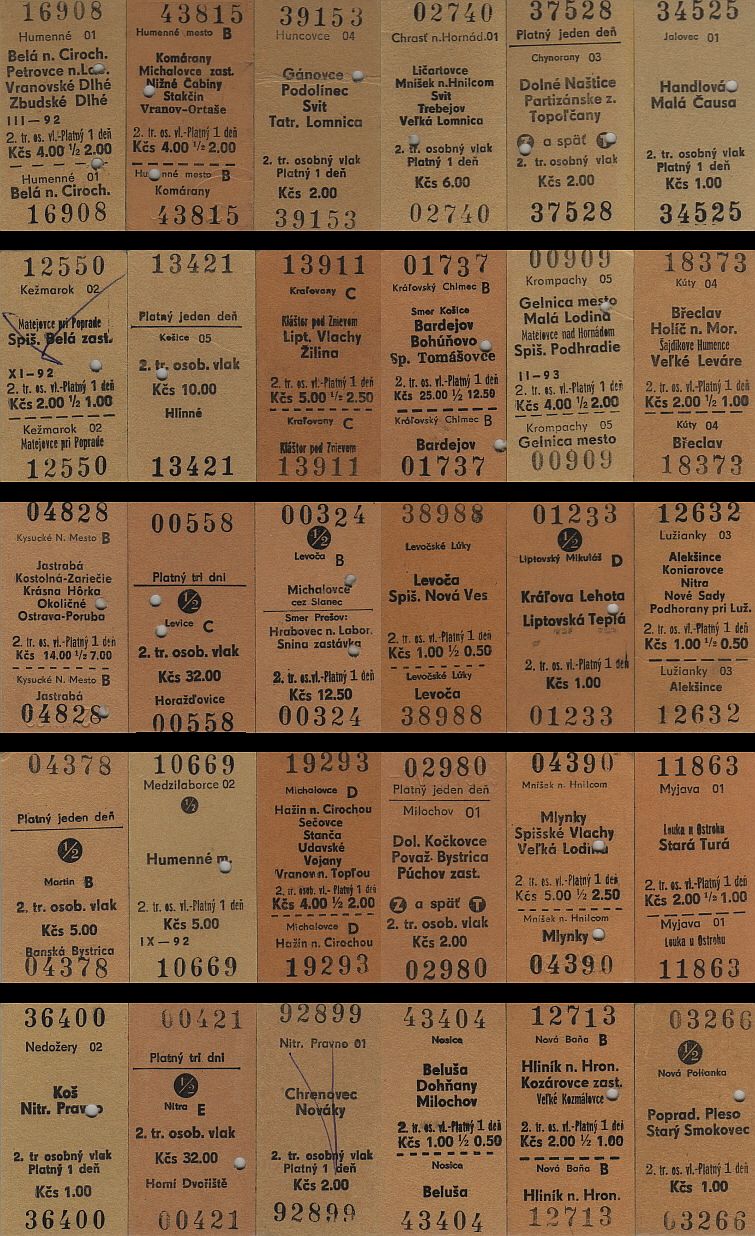 16908
Humenné 01
Belá n. Ciroch.
Petrovce n.
Vranovské Dlhé
Zbudské Dlhé
III-92
2. tr. os. vl.-Platný 1 deň
Kčs 4.00 ½ 2.00
Humenné 01
Belá n. Ciroch.
16908
43815
Humenné mesto B
Komárany
Michalovce zast.
Nižné Čabiny
Stakčín
Vranov-Ortaše
2. tr. os. vl.-Platný 1 deň
Kčs 4.00 ½ 2.00
Humenné mesto B
Komárany
43815
39153
Huncovce 04
Gánovce
Podolínec
Svit
Tatr. Lomnica
2. tr. osobný vlak
Platný 1 deň
Kčs 2.00
39153
02740
Chrasť n.Hornád.01
Ličartovce
Mníšek n.Hnilcom
Svit
Trebejov
Veľká Lomnica
2. tr. osobný vlak
Platný 1 deň
Kčs 6.00
02740
37528
Platný jeden deň
Chynorany 03
Dolné Naštice
Partizánske z.
Topoľčany
Z a späť T
2. tr. osobný vlak
Kčs 2.00
37528
34525
Jalovec 01
Handlová
Malá Čausa
2. tr. osobný vlak
Platný 1 deň
Kčs 1.00
34525
12550
Kežmarok 02
Matejovce pri Poprade
Spiš. Belá zast.
XI-92
2. tr. os. vl.-Platný 1 deň
Kčs 2.00 ½ 1.00
Kežmarok 02
Matejovce pri Poprade
12550
13421
Platný jeden deň
Košice 05
2. tr. osob. vlak
Kčs 10.00
Hlinné
13421
13911
Kraľovany C
Kláštor pod Znievom
Lipt. Vlachy
Žilina
2. tr. os. vl.-Platný 1 deň
Kčs 5.00 ½ 2.50
Kraľovany C
Kláštor pod Znievom
13911
01737
Kráľovský Chlmec B
Smer Košice
Bardejov
Bohúňovo
Sp. Tomášovce
2. tr. os. vl.-Platný 1 deň
Kčs 25.00 ½ 12.50
Kráľovský Chlmec B
Bardejov
01737
00909
Krompachy 05
Gelnica mesto
Malá Lodina
Matejovce nad Hornádom
Spiš. Podhradie
11-93
2. tr. os. vl.-Platný 1 deň
Kčs 4.00 ½ 2.00
Krompachy 05
Gelnica mesto
00909
18373
Kúty 04
Břeclav
Holíč n. Mor.
Šajdíkove Humence
Veľké Leváre
2. tr. os. vl.-Platný 1 deň
Kčs 2.00 ½ 1.00
Kúty 04
Břeclav
18373
04828
Kysucké N. Mesto B
Jastrabá
Kostolná-Zariečie
Krásna Hôrka
Okoličné
Ostrava-Poruba
2. tr. os. vl.-Platný 1 deň
Kčs 14.00 ½ 7.00
Kysucké N. Mesto B
Jastrabá
04828
00558
Platný tri dni
½
Levice C
2. tr. osob. vlak
Kčs 32.00
Horažďovice
00558
00324
½
Levoča B
Michalovce
cez Slanec
Smer Prešov:
Hrabovec n. Labor.
Snina zastávka
2. tr. os.vl.-Platný 1 deň
Kčs 12.50
00324
38988
Levočské Lúky
Levoča
Spiš. Nová Ves
2. tr. os. vl.-Platný 1 deň
Kčs 1.00 ½ 0.50
Levočské Lúky
Levoča
38988
01233
½
Liptovský Mikuláš D
Kráľova Lehota
Liptovská Teplá
2. tr. os. vl.-Platný 1 deň
Kčs 1.00
01233
12632
Lužianky 03
Alekšince
Koniarovce
Nitra
Nové Sady
Podhorany pri Luž.
2. tr. os. vl.-Platný 1 deň
Kčs 1.00 ½ 0.50
Lužianky 03
Alekšince
12632
04378
Platný jeden deň
½
Martin B
2. tr. osob. vlak
Kčs 5.00
Banská Bystrica
04378
10669
Medzilaborce 02
½
Humenné m.
2. tr. os. vl.-Platný 1 deň
Kčs 5.00
IX-92
10669
19293
Michalovce D
Hažín n. Cirochou
Sečovce
Stanča
Udavské
Vojany
Vranov n. Topľou
2. tr. osob. vl.-Platný 1 deň
Kčs 4.00 ½ 2.00
Michalovce D
Hažín n. Cirochou
19293
02980
Platný jeden deň
Milochov 01
Dol. Kočkovce
Považ. Bystrica
Púchov zast.
Z a späť T
2. tr. osob. vlak
Kčs 2.00
02980
04390
Mníšek n. Hnilcom
Mlynky
Spišské Vlachy
Veľká Lodina
2. tr. os. vl.-Platný 1 deň
Kčs 5.00 ½ 2.50
Mníšek n. Hnilcom
Mlynky
04390
11863
Myjava 01
Louka u Ostrohu
Stará Turá
2. tr. os. vl.-Platný 1 deň
Kčs 2.00 ½ 1.00
Myjava 01
Louka u Ostrohu
11863
36400
Nedožery 02
Koš
Nitr. Pravno
2. tr. osobný vlak
Platný 1 deň
Kčs 1.00
36400
00421
Platný tri dni
½
Nitra E
2. tr. osob. vlak
Kčs 32.00
Horní Dvořiště
00421
92899
Nitr. Pravno 01
Chrenovec
Nováky
2. tr. osobný vlak
Platný 1 deň
Kčs 2.00
92899
43404
Nosice
Beluša
Dohňany
Milochov
2. tr. os. vl.-Platný 1 deň
Kčs 1.00 ½ 0.50
Nosice
Beluša
43404
12713
Nová Baňa B
Hliník n. Hron.
Kozárovce zast.
Veľké Kozmálovce
2. tr. os. vl.-Platný 1 deň
Kčs 2.00 ½ 1.00
Nová Baňa B
Hliník n. Hron.
12713
03266
½
Nová Polianka
Poprad. Pleso
Starý Smokovec
2. tr. os. vl.-Platný 1 deň
Kčs 1.00
03266